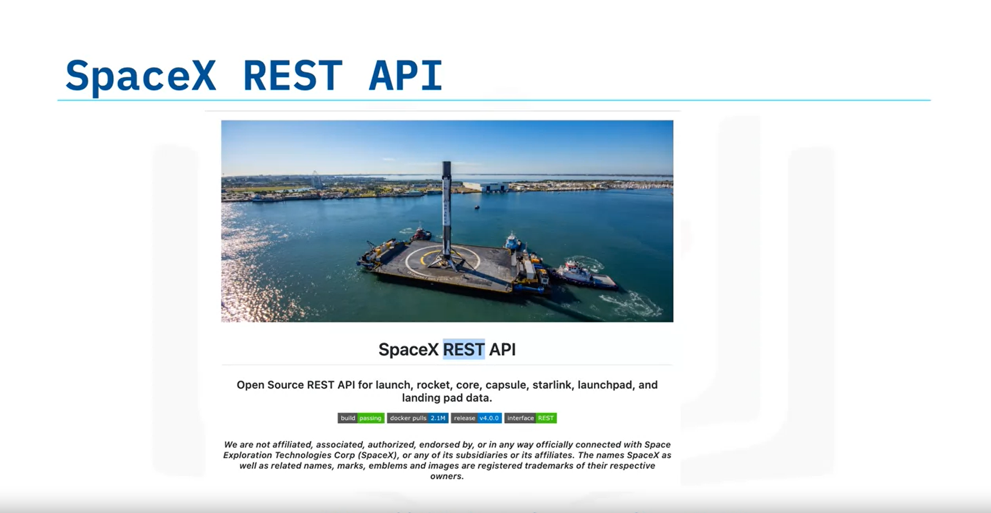 SpaceX REST API
SpaceX REST API
Open Source REST API for launch, rocket, core, capsule, starlink, launchpad, and
landing pad data.
build passing docker pulls 2.1M release v4.0.0 interface REST
We are not affiliated, associated, authorized, endorsed by, or in any way officially connected with Space
Exploration Technologies Corp (SpaceX), or any of its subsidiaries or its affiliates. The names SpaceX as
well as related names, marks, emblems and images are registered trademarks of their respective
owners.